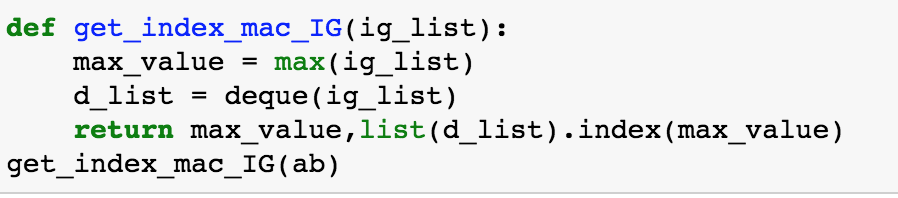 def get_index_mac_IG(ig_list):
    max_value = max(ig_list)
    d_list = deque(ig_list)
    return max_value,list(d_list).index(max_value)
get_index_mac_IG(ab)